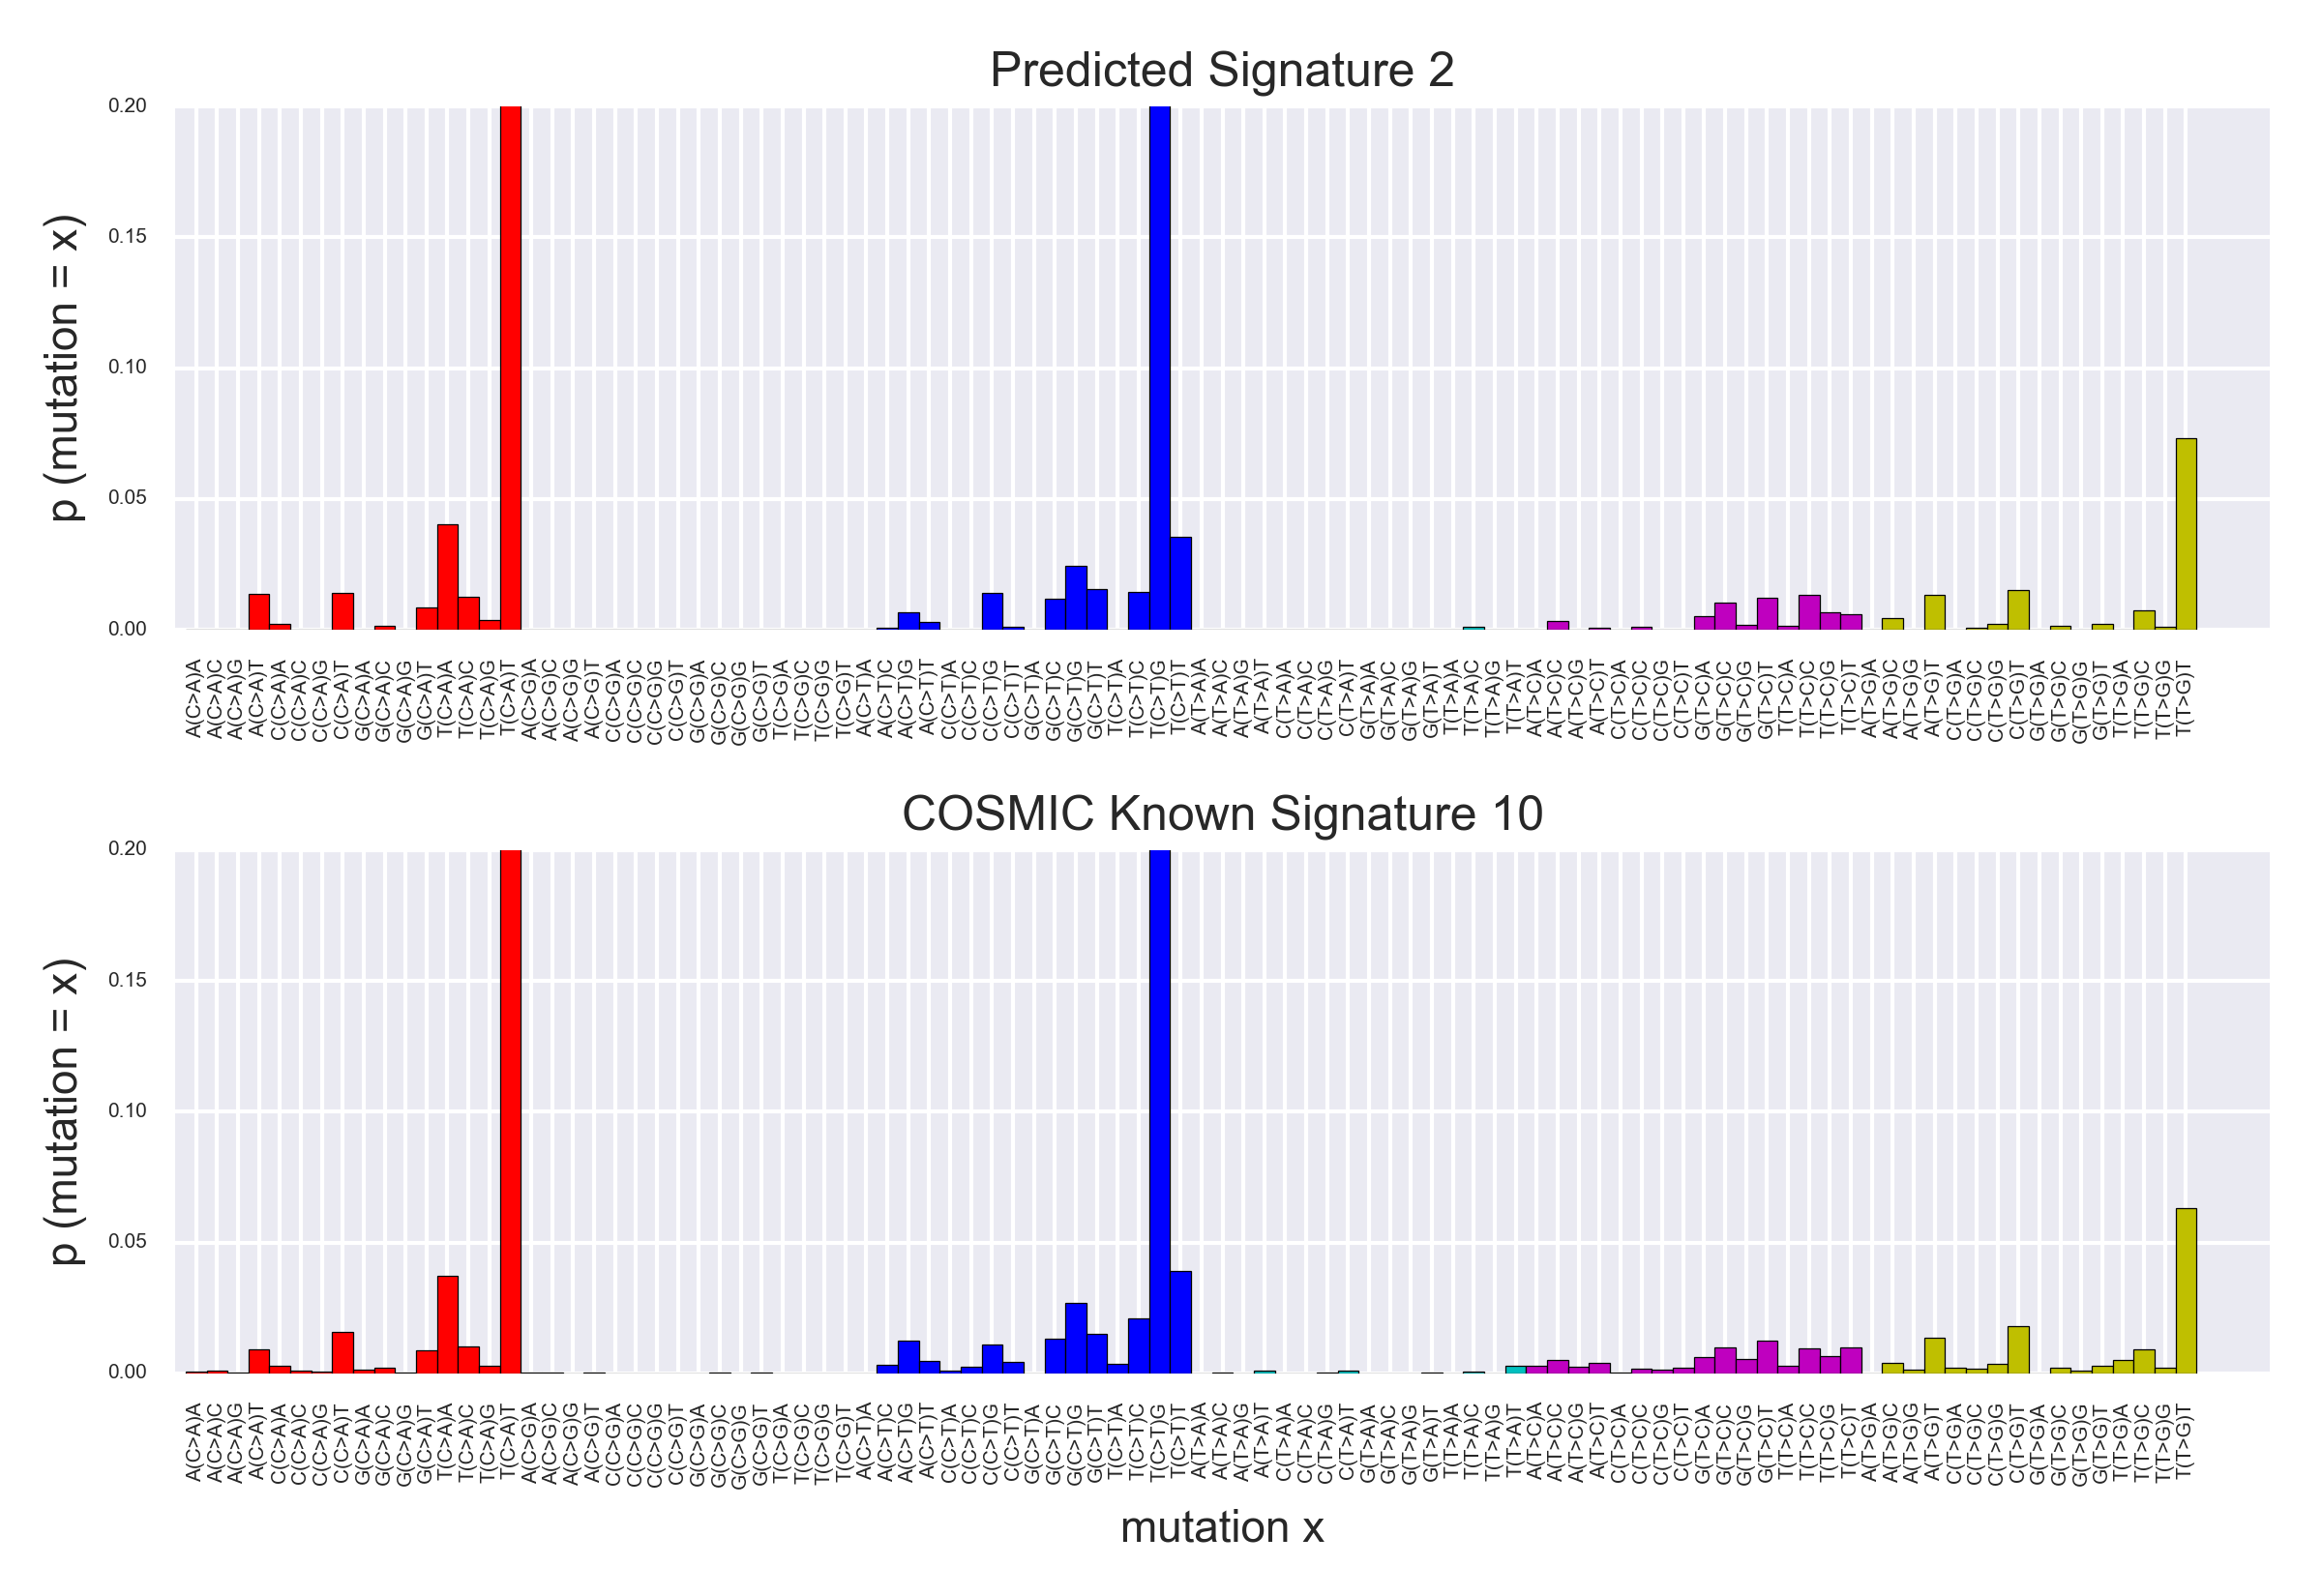 Predicted Signature 2
p (mutation = x)
0.20
0.15
0.10
0.05
0.00
A(C>A)A A(C>A)C A(C>A)G A(C>A)T C(C>A)A C(C>A)C C(C>A)G C(C>A)T G(C>A)A G(C>A)C G(C>A)G G(C>A)T T(C>A)A T(C>A)C T(C>A)G T(C>A)T A(C>G)A A(C>G)C A(C>G)G A(C>G)T C(C>G)A C(C>G)C C(C>G)G C(C>G)T G(C>G)A G(C>G)C G(C>G)G G(C>G)T T(C>G)A T(C>G)C T(C>G)G T(C>G)T A(C>T)A A(C>T)C A(C>T)G A(C>T)T C(C>T)A C(C>T)C C(C>T)G C(C>T)T G(C>T)A G(C>T)C G(C>T)G G(C>T)T T(C>T)A T(C>T)C T(C>T)G T(C>T)T A(T>A)A A(T>A)C A(T>A)G A(T>A)T C(T>A)A C(T>A)C C(T>A)G C(T>A)T G(T>A)A G(T>A)C G(T>A)G G(T>A)T T(T>A)A T(T>A)C T(T>A)G T(T>A)T A(T>C)A A(T>C)C A(T>C)G A(T>C)T C(T>C)A C(T>C)C C(T>C)G C(T>C)T G(T>C)A G(T>C)C G(T>C)G G(T>C)T T(T>C)A T(T>C)C T(T>C)G T(T>C)T A(T>G)A A(T>G)C A(T>G)G A(T>G)T C(T>G)A C(T>G)C C(T>G)G C(T>G)T G(T>G)A G(T>G)C G(T>G)G G(T>G)T T(T>G)A T(T>G)C T(T>G)G T(T>G)T
COSMIC Known Signature 10
p (mutation = x)
0.20
0.15
0.10
0.05
0.00
A(C>A)A A(C>A)C A(C>A)G A(C>A)T C(C>A)A C(C>A)C C(C>A)G C(C>A)T G(C>A)A G(C>A)C G(C>A)G G(C>A)T T(C>A)A T(C>A)C T(C>A)G T(C>A)T A(C>G)A A(C>G)C A(C>G)G A(C>G)T C(C>G)A C(C>G)C C(C>G)G C(C>G)T G(C>G)A G(C>G)C G(C>G)G G(C>G)T T(C>G)A T(C>G)C T(C>G)G T(C>G)T A(C>T)A A(C>T)C A(C>T)G A(C>T)T C(C>T)A C(C>T)C C(C>T)G C(C>T)T G(C>T)A G(C>T)C G(C>T)G G(C>T)T T(C>T)A T(C>T)C T(C>T)G T(C>T)T A(T>A)A A(T>A)C A(T>A)G A(T>A)T C(T>A)A C(T>A)C C(T>A)G C(T>A)T G(T>A)A G(T>A)C G(T>A)G G(T>A)T T(T>A)A T(T>A)C T(T>A)G T(T>A)T A(T>C)A A(T>C)C A(T>C)G A(T>C)T C(T>C)A C(T>C)C C(T>C)G C(T>C)T G(T>C)A G(T>C)C G(T>C)G G(T>C)T T(T>C)A T(T>C)C T(T>C)G T(T>C)T A(T>G)A A(T>G)C A(T>G)G A(T>G)T C(T>G)A C(T>G)C C(T>G)G C(T>G)T G(T>G)A G(T>G)C G(T>G)G G(T>G)T T(T>G)A T(T>G)C T(T>G)G T(T>G)T
mutation x